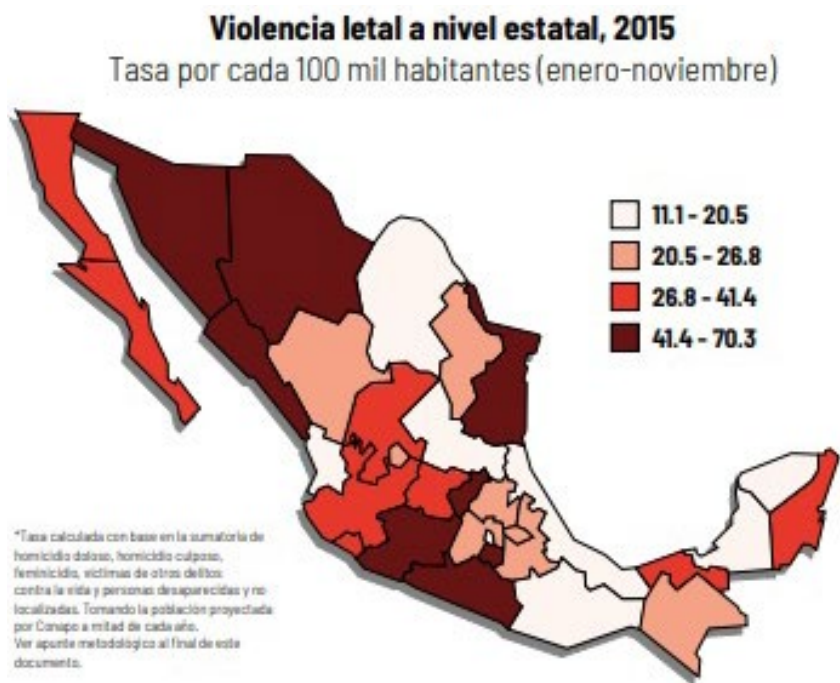 Violencia letal a nivel estatal, 2015
Tasa por cada 100 mil habitantes (enero-noviembre)
11.1 - 20.5
20.5 - 26.8
26.8 - 41.4
41.4 - 70.3
*Tasa calculada con base en la sumatoria de
homicidio doloso, homicidio culposo,
feminicidio, víctimas de otros delitos
contra la vida y personas desaparecidas y no
localizadas. Tomando la población proyectada
por Conapo a mitad de cada año.
Ver apunte metodológico al final de este
documento.